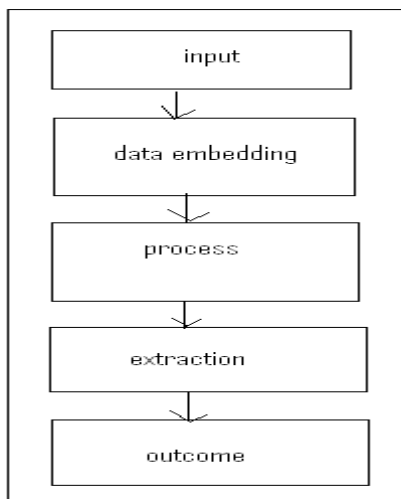 input
data embedding
process
extraction
outcome